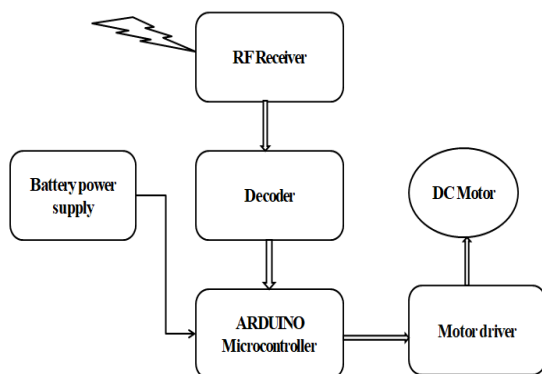 RF Receiver
Battery power
supply
Decoder
DC Motor
ARDUINO
Microcontroller
Motor driver